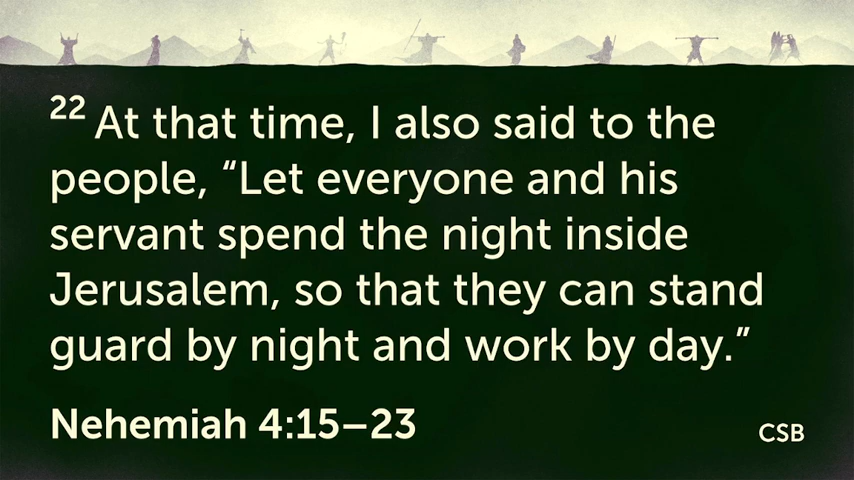 22 At that time, I also said to the
people, “Let everyone and his
servant spend the night inside
Jerusalem, so that they can stand
guard by night and work by day.”
Nehemiah 4:15–23
CSB